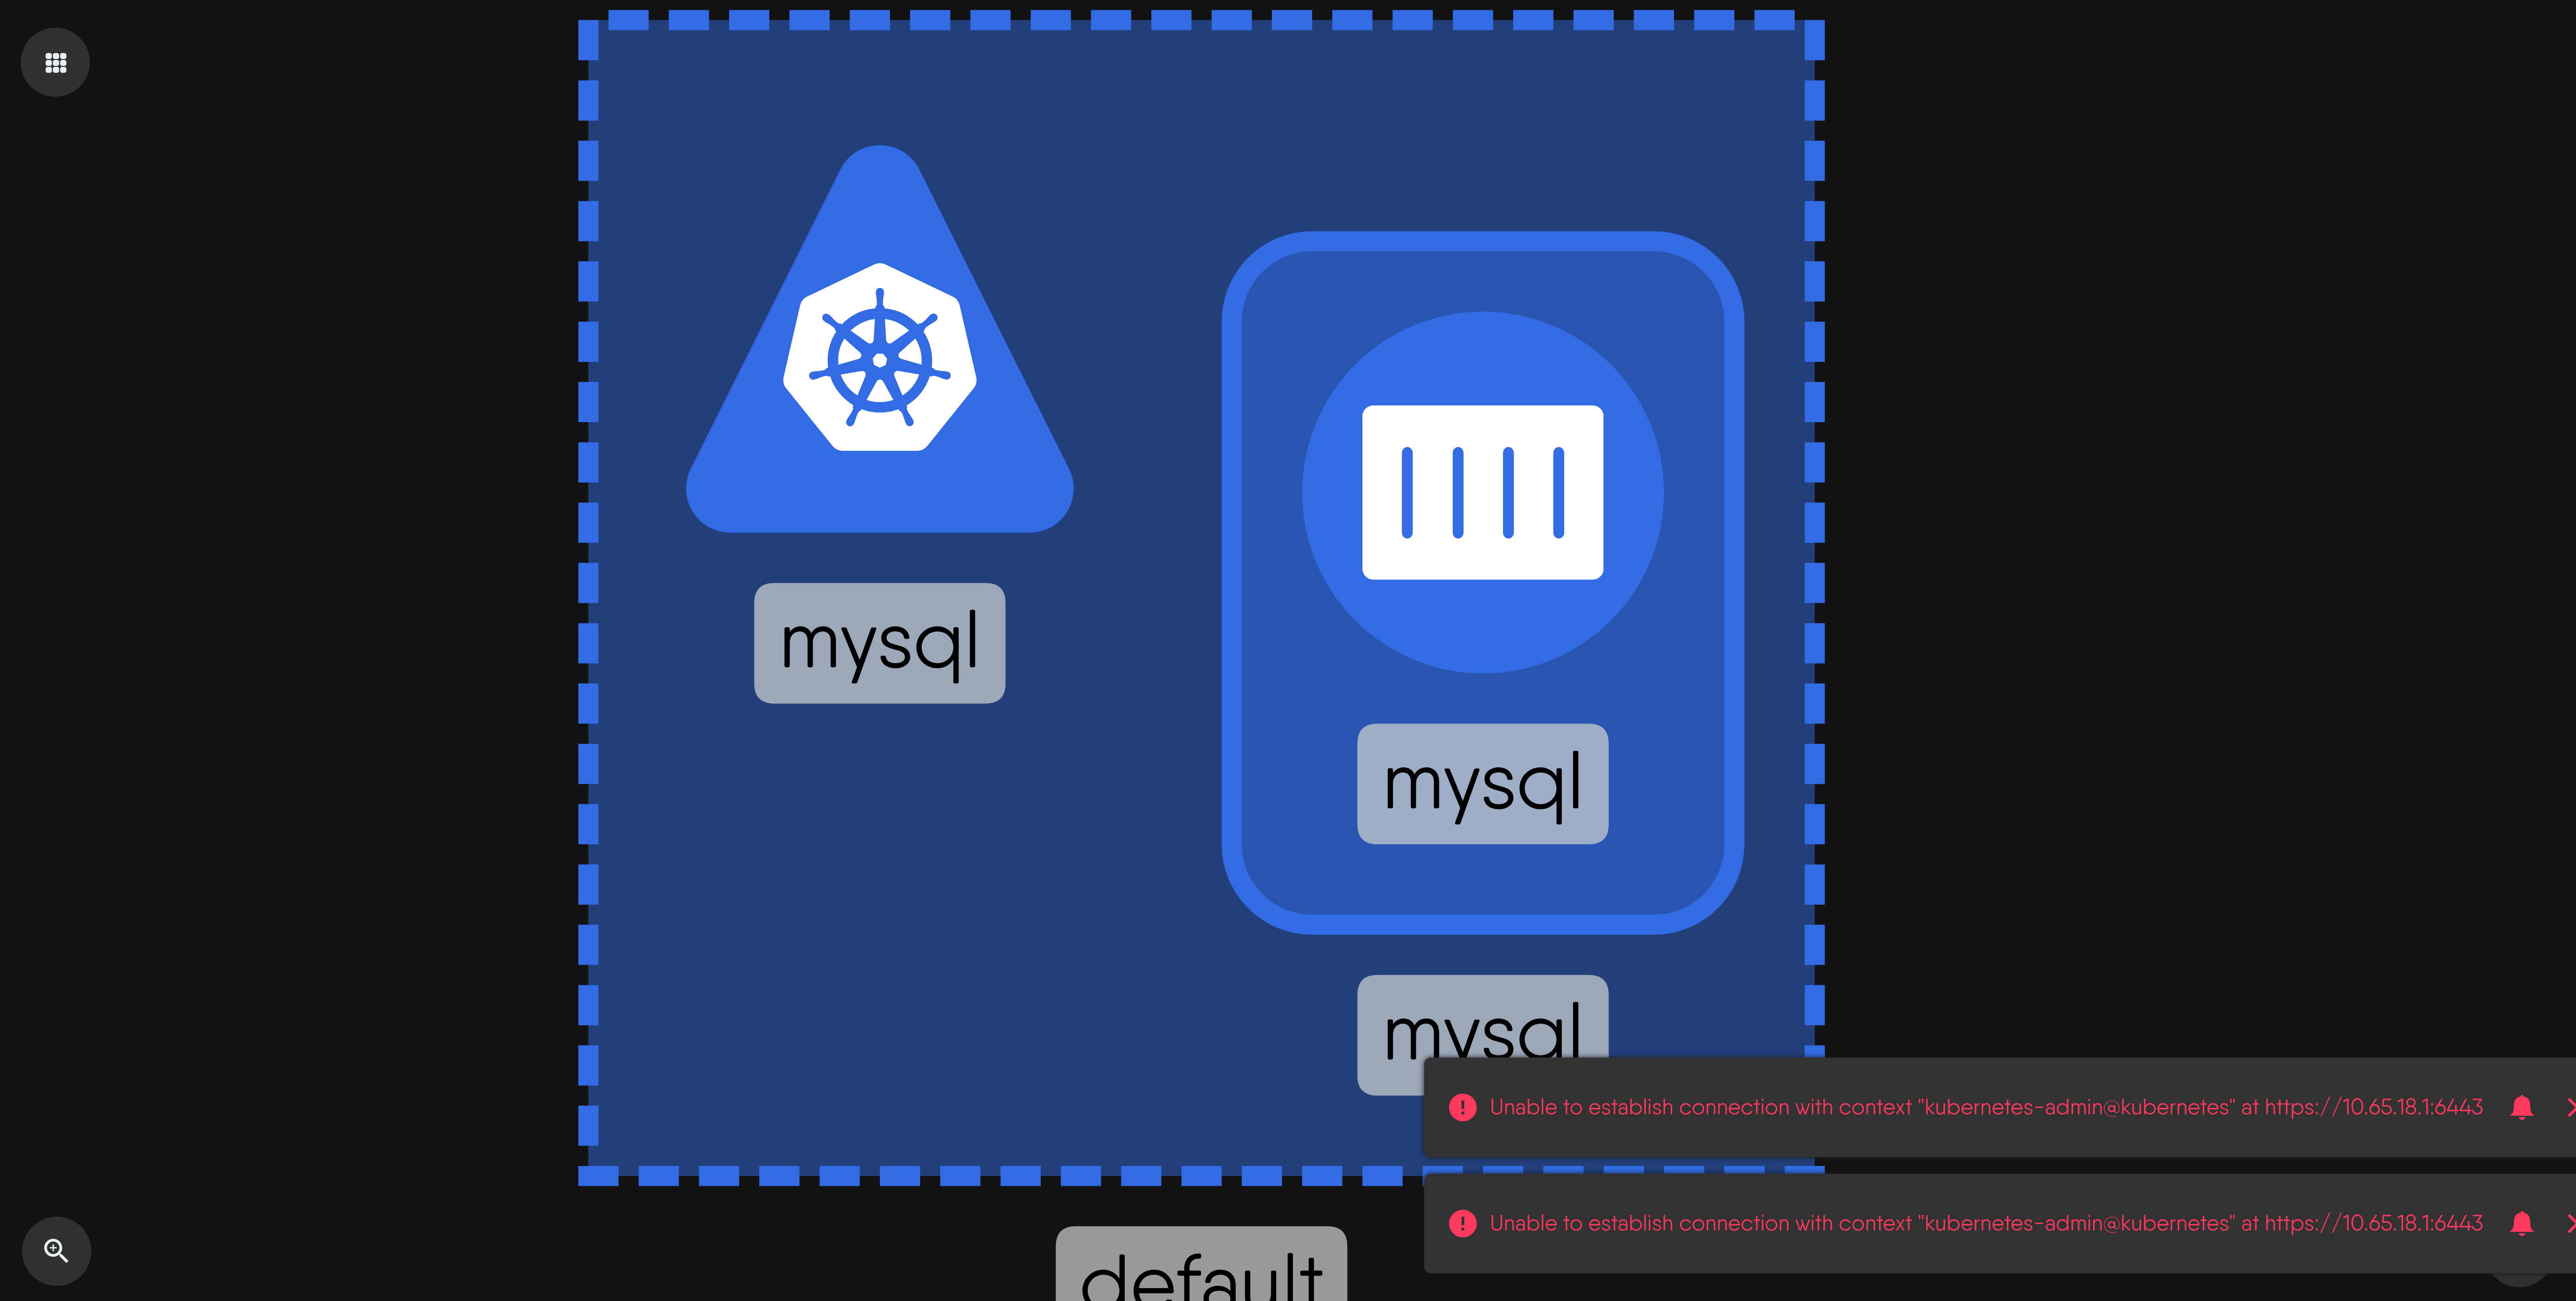 mysql
mysql
mysql
Unable to establish connection with context "kubernetes-admin@kubernetes" at https://10.65.18.1:6443
Unable to establish connection with context "kubernetes-admin@kubernetes" at https://10.65.18.1:6443
default